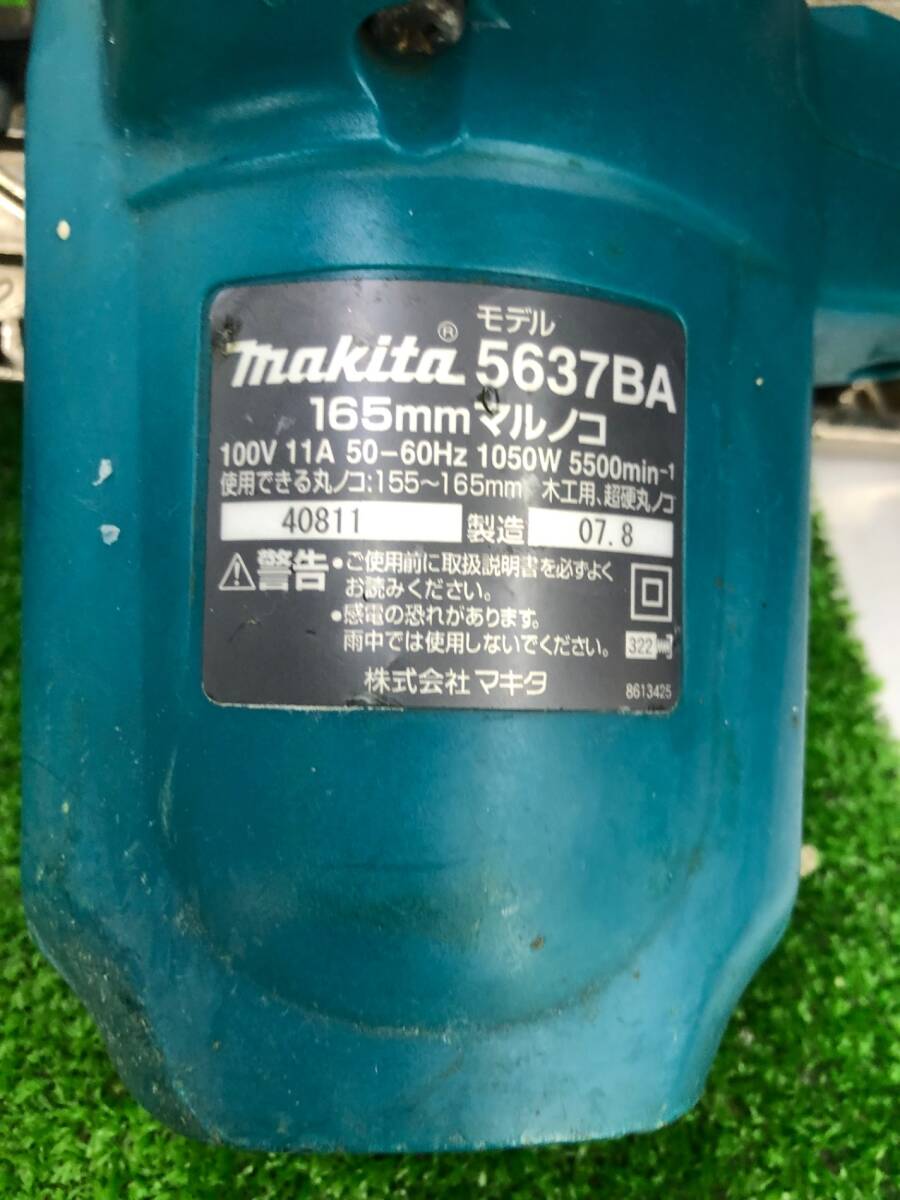 makita® モデル 5637BA
165mmマルノコ
100V 11A 50-60Hz 1050W 5500min-1
使用できる丸ノコ:155～165mm 木工用、超硬丸ノコ
40811 製造 07.8
警告 •ご使用前に取扱説明書を必ずよく
お読みください。
•感電の恐れがあります。
雨中では使用しないでください。
322
株式会社マキタ
8613425